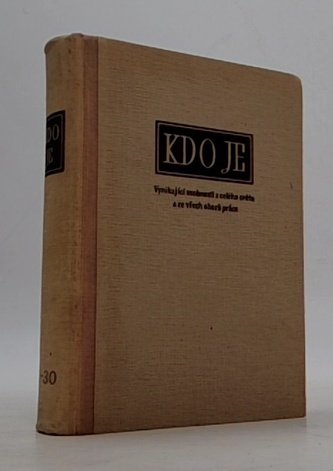 KDO
JE
-30
KDO JE
Vynikající osobnosti z celého světa
a ze všech oborů práce